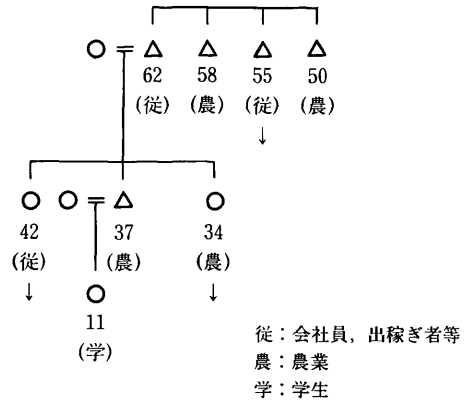 62 58 55 50
(従) (農) (従) (農)
↓
42 37 34
(従) (農) (農)
↓ ↓
11
(学)
従：会社員，出稼ぎ者等
農：農業
学：学生